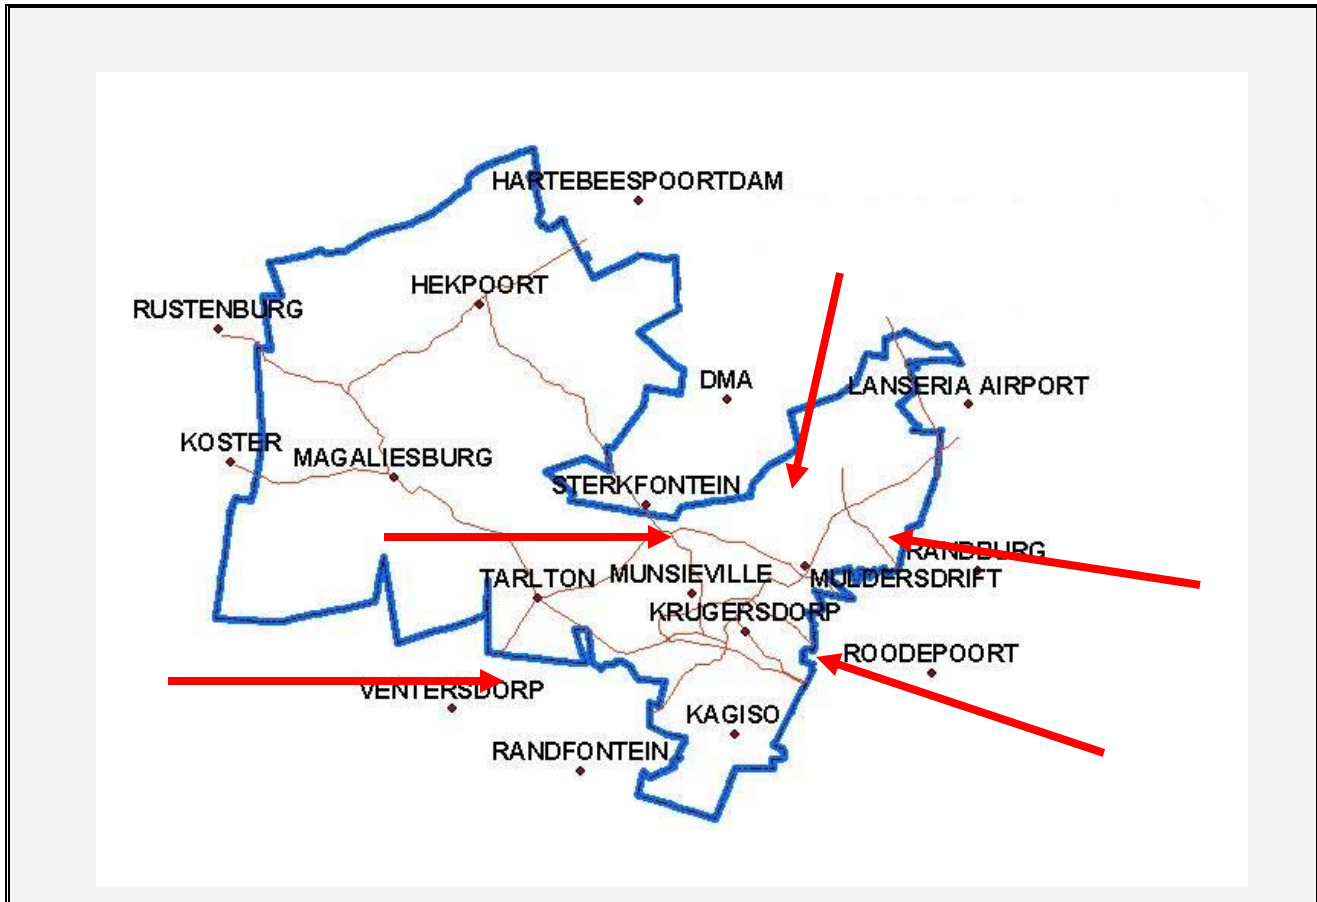 HARTEBEESPOORTDAM
HEKPOORT
RUSTENBURG
DMA
LANSERIA AIRPORT
KOSTER
MAGALIESBURG
STERKFONTEIN
RANDBURG
TARLTON
MUNSIEVILLE
MULDERSDRIFT
KRUGERSDORP
ROODEPOORT
VENTERSDORP
KAGISO
RANDFONTEIN